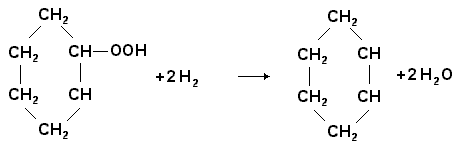 CH₂ CH₂
CH₂ CH—OOH CH₂ CH
+2H₂ ⟶ +2H₂O
CH₂ CH CH₂ CH
CH₂ CH₂